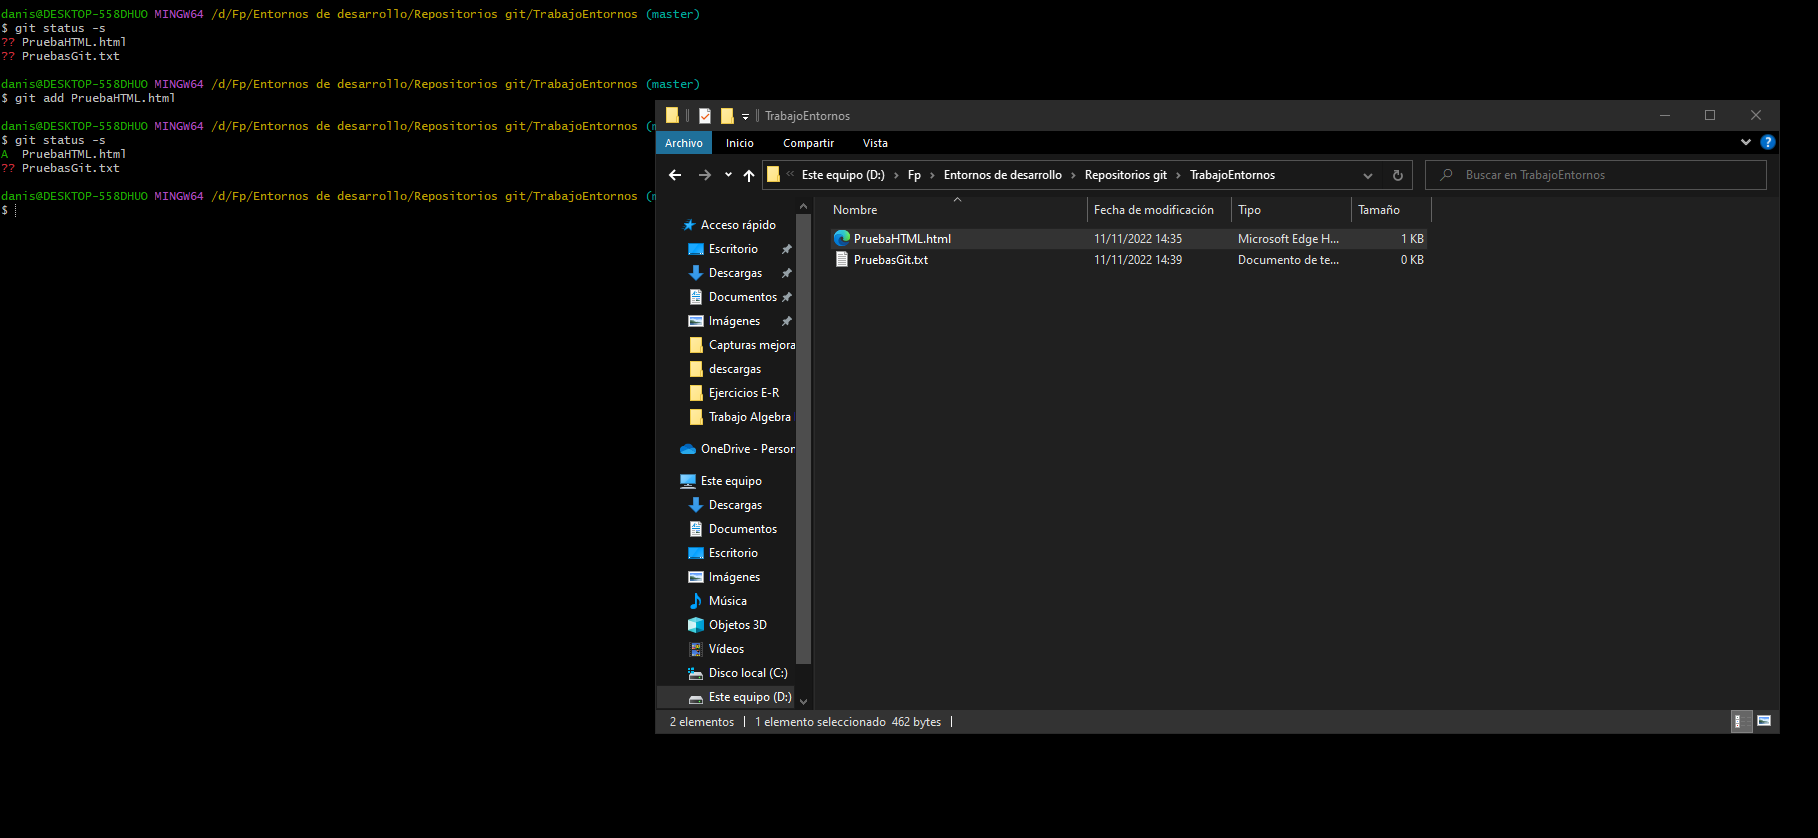 danis@DESKTOP-558DHUO MINGW64 /d/Fp/Entornos de desarrollo/Repositorios git/TrabajoEntornos (master)
$ git status -s
?? PruebaHTML.html
?? PruebasGit.txt
danis@DESKTOP-558DHUO MINGW64 /d/Fp/Entornos de desarrollo/Repositorios git/TrabajoEntornos (master)
$ git add PruebaHTML.html
danis@DESKTOP-558DHUO MINGW64 /d/Fp/Entornos de desarrollo/Repositorios git/TrabajoEntornos (m
$ git status -s
A  PruebaHTML.html
?? PruebasGit.txt
danis@DESKTOP-558DHUO MINGW64 /d/Fp/Entornos de desarrollo/Repositorios git/TrabajoEntornos (m
$
TrabajoEntornos
Archivo Inicio Compartir Vista
Este equipo (D:) › Fp › Entornos de desarrollo › Repositorios git › TrabajoEntornos
Buscar en TrabajoEntornos
Nombre Fecha de modificación Tipo Tamaño
PruebaHTML.html 11/11/2022 14:35 Microsoft Edge H... 1 KB
PruebasGit.txt 11/11/2022 14:39 Documento de te... 0 KB
Acceso rápido
Escritorio
Descargas
Documentos
Imágenes
Capturas mejora
descargas
Ejercicios E-R
Trabajo Algebra
OneDrive - Person
Este equipo
Descargas
Documentos
Escritorio
Imágenes
Música
Objetos 3D
Vídeos
Disco local (C:)
Este equipo (D:)
2 elementos | 1 elemento seleccionado 462 bytes |